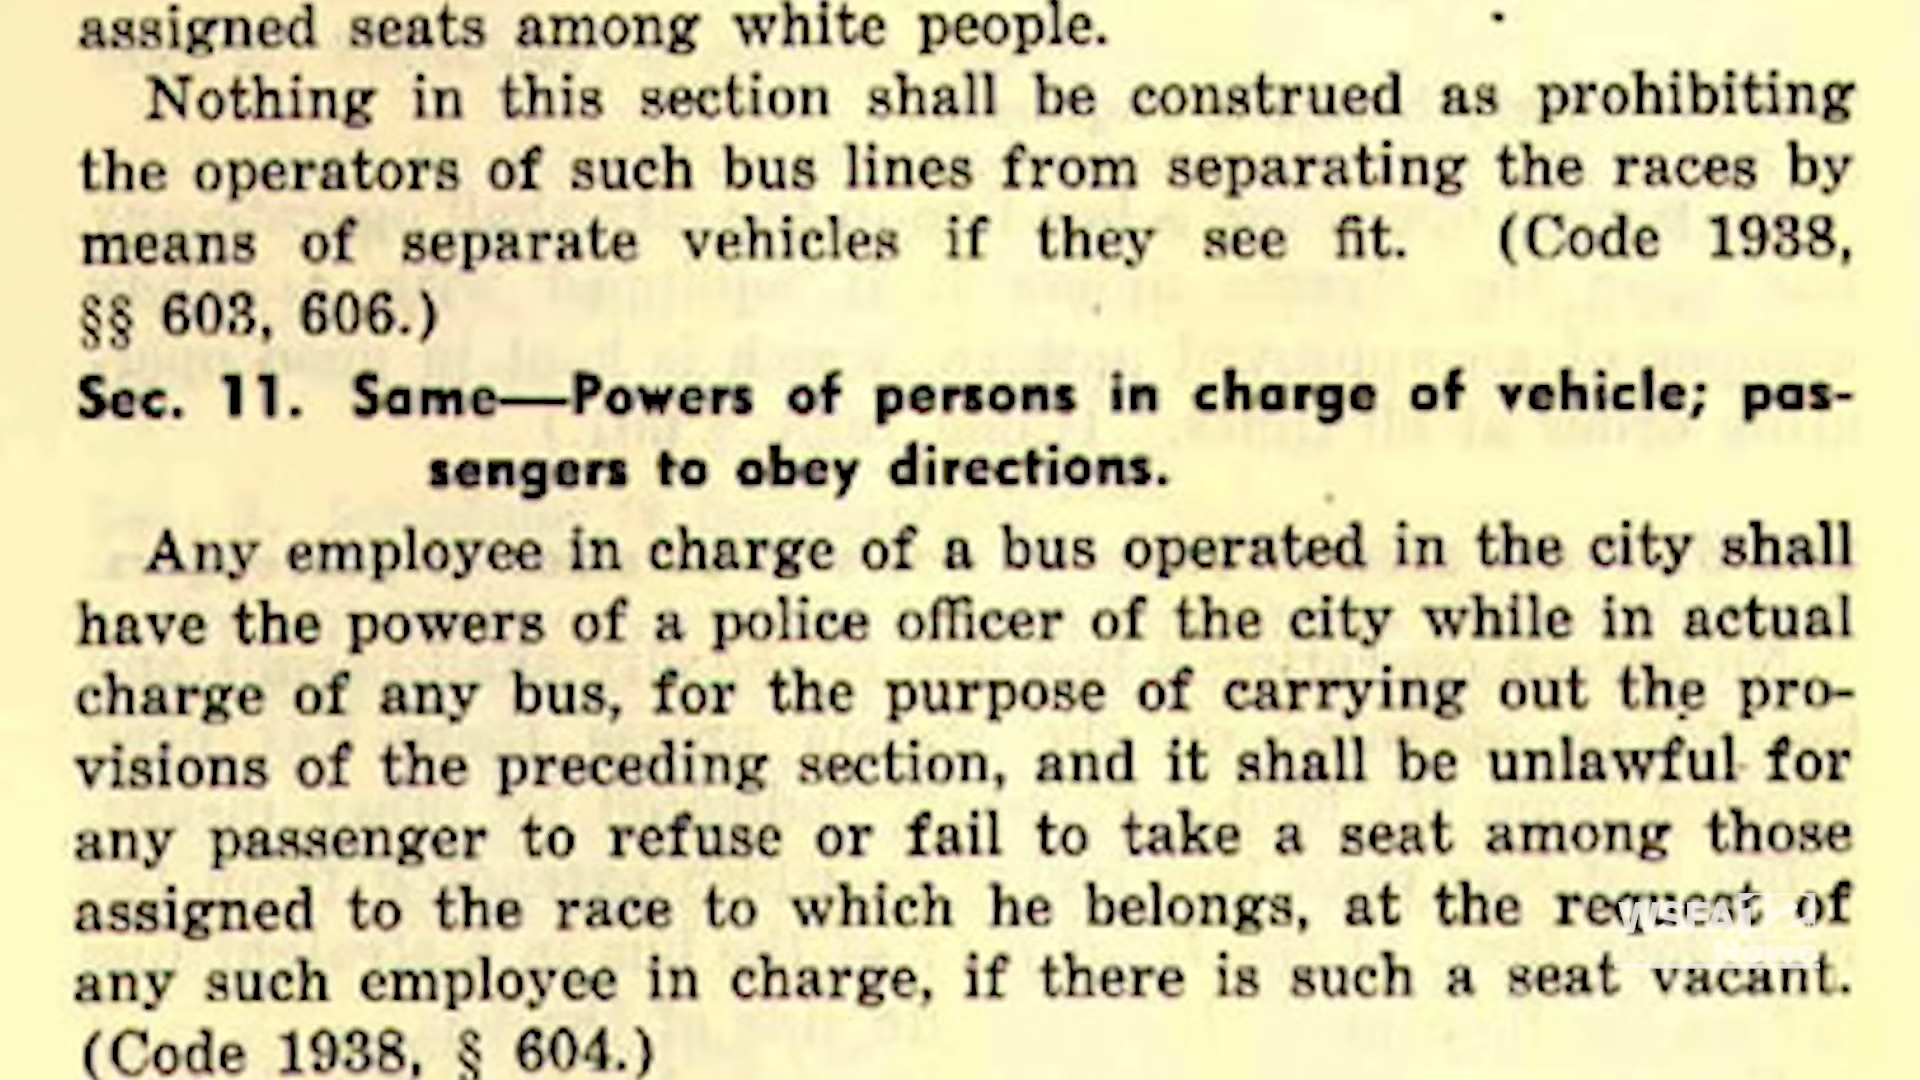 assigned seats among white people.
Nothing in this section shall be construed as prohibiting
the operators of such bus lines from separating the races by
means of separate vehicles if they see fit. (Code 1938,
§§ 603, 606.)
Sec. 11. Same—Powers of persons in charge of vehicle; pas-
sengers to obey directions.
Any employee in charge of a bus operated in the city shall
have the powers of a police officer of the city while in actual
charge of any bus, for the purpose of carrying out the pro-
visions of the preceding section, and it shall be unlawful for
any passenger to refuse or fail to take a seat among those
assigned to the race to which he belongs, at the request of
any such employee in charge, if there is such a seat vacant.
(Code 1938, § 604.)
WSFA 12
News